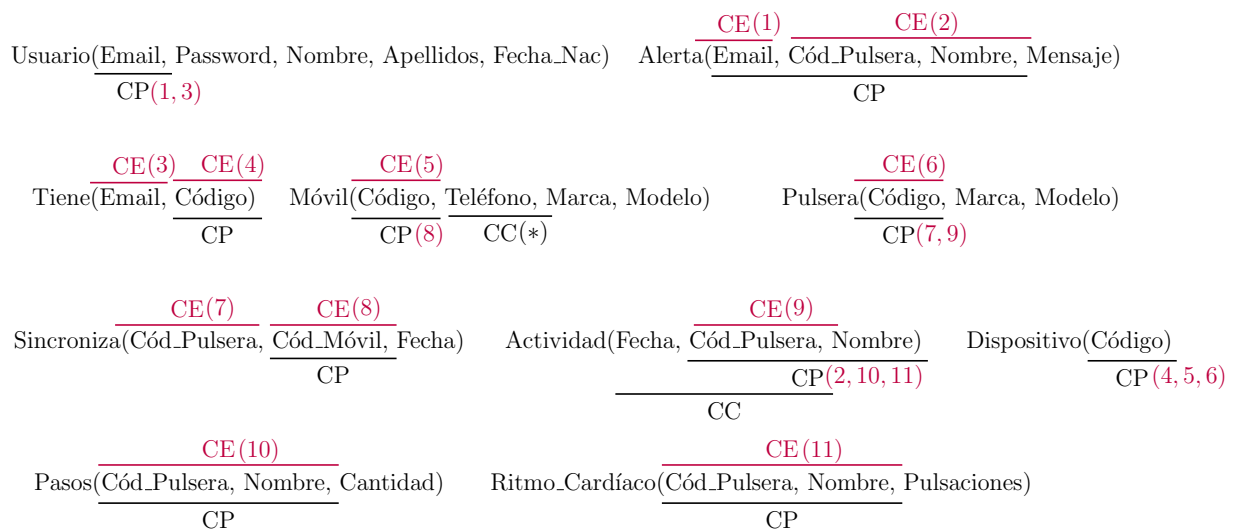 CE(1) CE(2)
Usuario(Email, Password, Nombre, Apellidos, Fecha_Nac) Alerta(Email, Cód_Pulsera, Nombre, Mensaje)
CP(1, 3) CP
CE(3) CE(4) CE(5) CE(6)
Tiene(Email, Código) Móvil(Código, Teléfono, Marca, Modelo) Pulsera(Código, Marca, Modelo)
CP CP(8) CC(*) CP(7, 9)
CE(7) CE(8) CE(9)
Sincroniza(Cód_Pulsera, Cód_Móvil, Fecha) Actividad(Fecha, Cód_Pulsera, Nombre) Dispositivo(Código)
CP CP(2, 10, 11) CP(4, 5, 6)
CC
CE(10) CE(11)
Pasos(Cód_Pulsera, Nombre, Cantidad) Ritmo_Cardíaco(Cód_Pulsera, Nombre, Pulsaciones)
CP CP